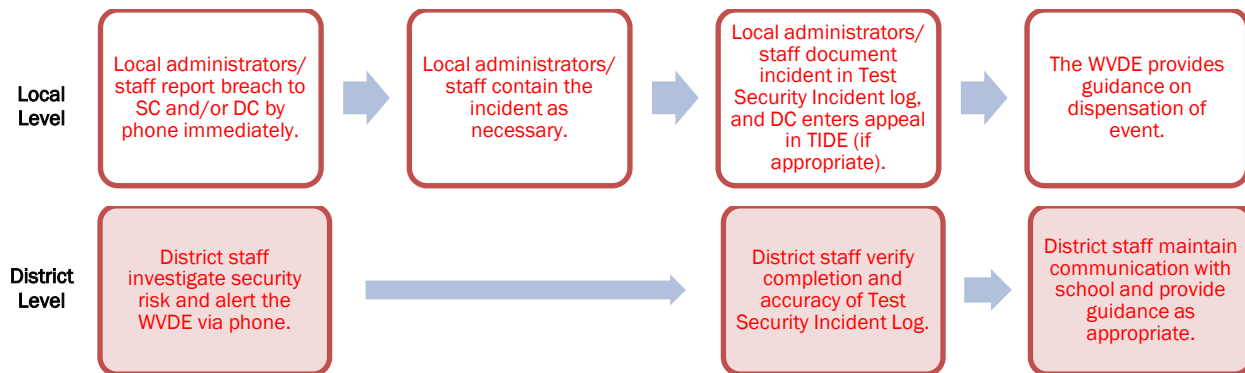 Local
Level
Local administrators/
staff report breach to
SC and/or DC by
phone immediately.
Local administrators/
staff contain the
incident as
necessary.
Local administrators/
staff document
incident in Test
Security Incident log,
and DC enters appeal
in TIDE (if
appropriate).
The WVDE provides
guidance on
dispensation of
event.
District
Level
District staff
investigate security
risk and alert the
WVDE via phone.
District staff verify
completion and
accuracy of Test
Security Incident Log.
District staff maintain
communication with
school and provide
guidance as
appropriate.